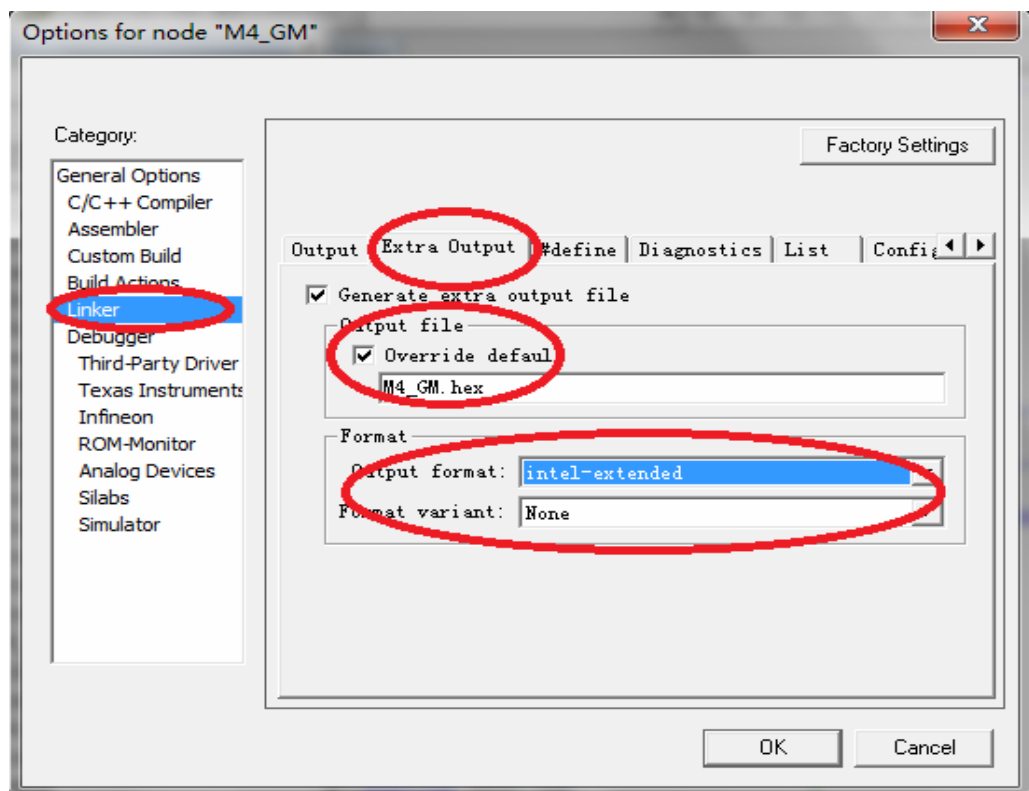 Options for node "M4_GM"
Category:
General Options
C/C++ Compiler
Assembler
Custom Build
Build Actions
Linker
Debugger
Third-Party Driver
Texas Instruments
Infineon
ROM-Monitor
Analog Devices
Silabs
Simulator
Factory Settings
Output Extra Output #define Diagnostics List Config
Generate extra output file
Output file
Override defaul
M4_GM.hex
Format
Output format: intel-extended
Format variant: None
OK Cancel